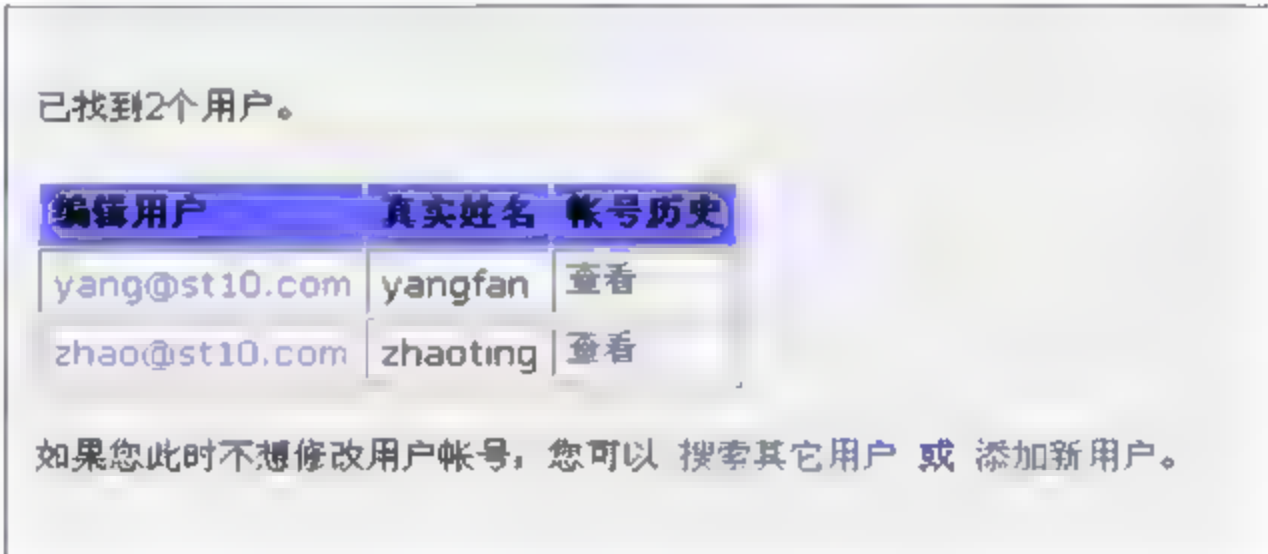 已找到2个用户。
编辑用户 真实姓名 帐号历史
yang@st10.com yangfan 查看
zhao@st10.com zhaoting 查看
如果您此时不想修改用户帐号，您可以 搜索其它用户 或 添加新用户。